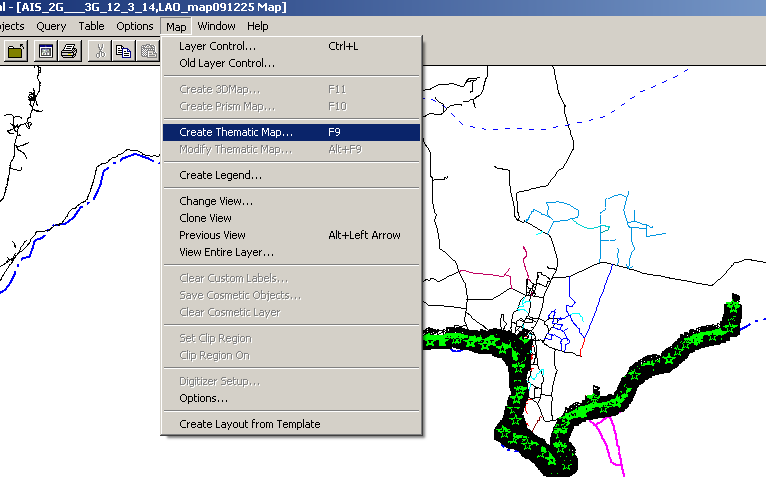 al - [AIS_2G___3G_12_3_14,LAO_map091225 Map]
jects Query Table Options Map Window Help
Layer Control... Ctrl+L
Old Layer Control...
Create 3DMap... F11
Create Prism Map... F10
Create Thematic Map... F9
Modify Thematic Map... Alt+F9
Create Legend...
Change View...
Clone View
Previous View Alt+Left Arrow
View Entire Layer...
Clear Custom Labels...
Save Cosmetic Objects...
Clear Cosmetic Layer
Set Clip Region
Clip Region On
Digitizer Setup...
Options...
Create Layout from Template